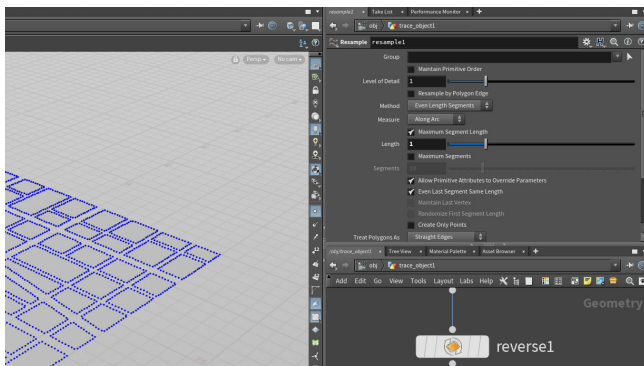 resample1 Take List Performance Monitor
obj trace_object1
Resample resample1
Persp No cam
Group
Maintain Primitive Order
Level of Detail 1
Resample by Polygon Edge
Method Even Length Segments
Measure Along Arc
Maximum Segment Length
Length 1
Maximum Segments
Segments 10
Allow Primitive Attributes to Override Parameters
Even Last Segment Same Length
Maintain Last Vertex
Randomize First Segment Length
Create Only Points
Treat Polygons As Straight Edges
/obj/trace_object1 Tree View Material Palette Asset Browser
obj trace_object1
Add Edit Go View Tools Layout Labs Help
Geometry
reverse1